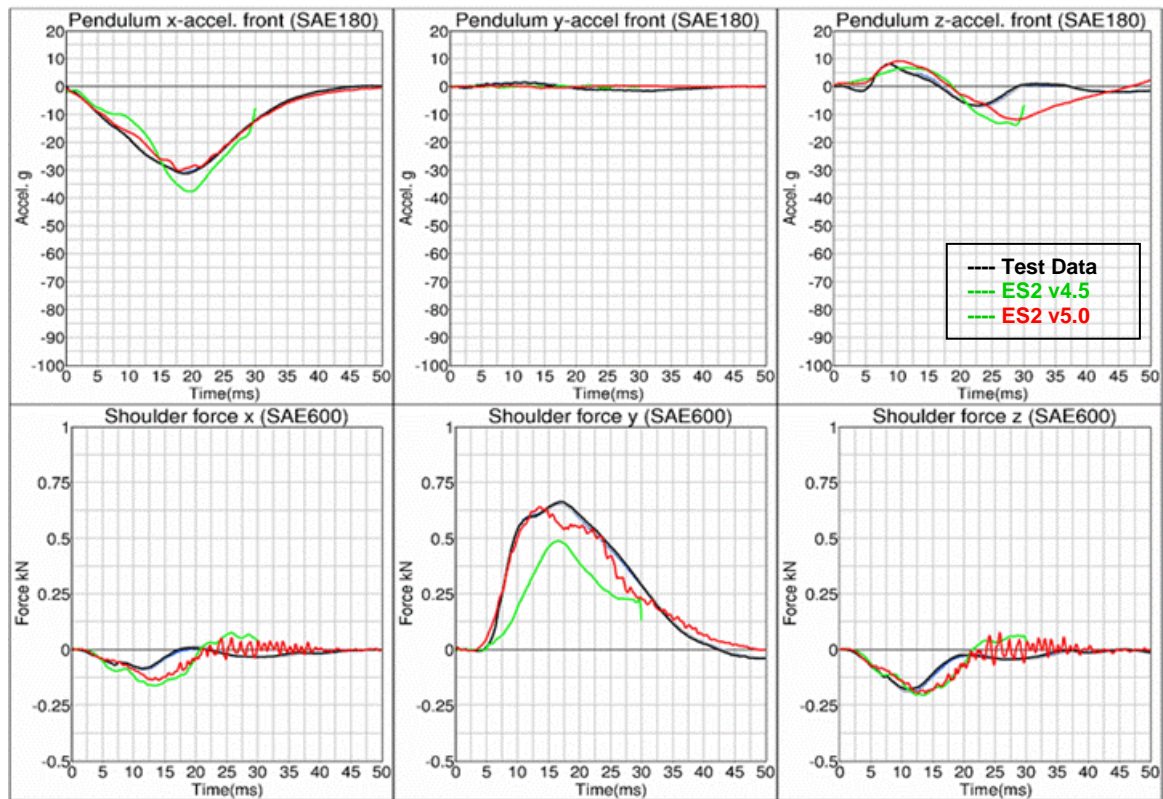 Pendulum x-accel. front (SAE180)
20
10
0
-10
-20
-30
-40
-50
-60
-70
-80
-90
-100
Accel. g
0 5 10 15 20 25 30 35 40 45 50
Time(ms)
Pendulum y-accel front (SAE180)
20
10
0
-10
-20
-30
-40
-50
-60
-70
-80
-90
-100
Accel. g
0 5 10 15 20 25 30 35 40 45 50
Time(ms)
Pendulum z-accel. front (SAE180)
20
10
0
-10
-20
-30
-40
-50
-60
-70
-80
-90
-100
Accel. g
0 5 10 15 20 25 30 35 40 45 50
Time(ms)
---- Test Data
---- ES2 v4.5
---- ES2 v5.0
Shoulder force x (SAE600)
1
0.75
0.5
0.25
0
-0.25
-0.5
Force kN
0 5 10 15 20 25 30 35 40 45 50
Time(ms)
Shoulder force y (SAE600)
1
0.75
0.5
0.25
0
-0.25
-0.5
Force kN
0 5 10 15 20 25 30 35 40 45 50
Time(ms)
Shoulder force z (SAE600)
1
0.75
0.5
0.25
0
-0.25
-0.5
Force kN
0 5 10 15 20 25 30 35 40 45 50
Time(ms)